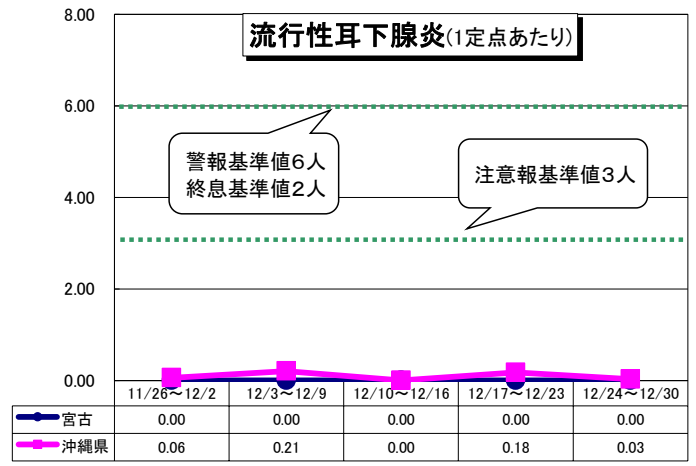 流行性耳下腺炎(1定点あたり)
8.00
6.00
警報基準値6人
終息基準値2人
注意報基準値3人
4.00
2.00
0.00
11/26～12/2 12/3～12/9 12/10～12/16 12/17～12/23 12/24～12/30
宮古 0.00 0.00 0.00 0.00 0.00
沖縄県 0.06 0.21 0.00 0.18 0.03